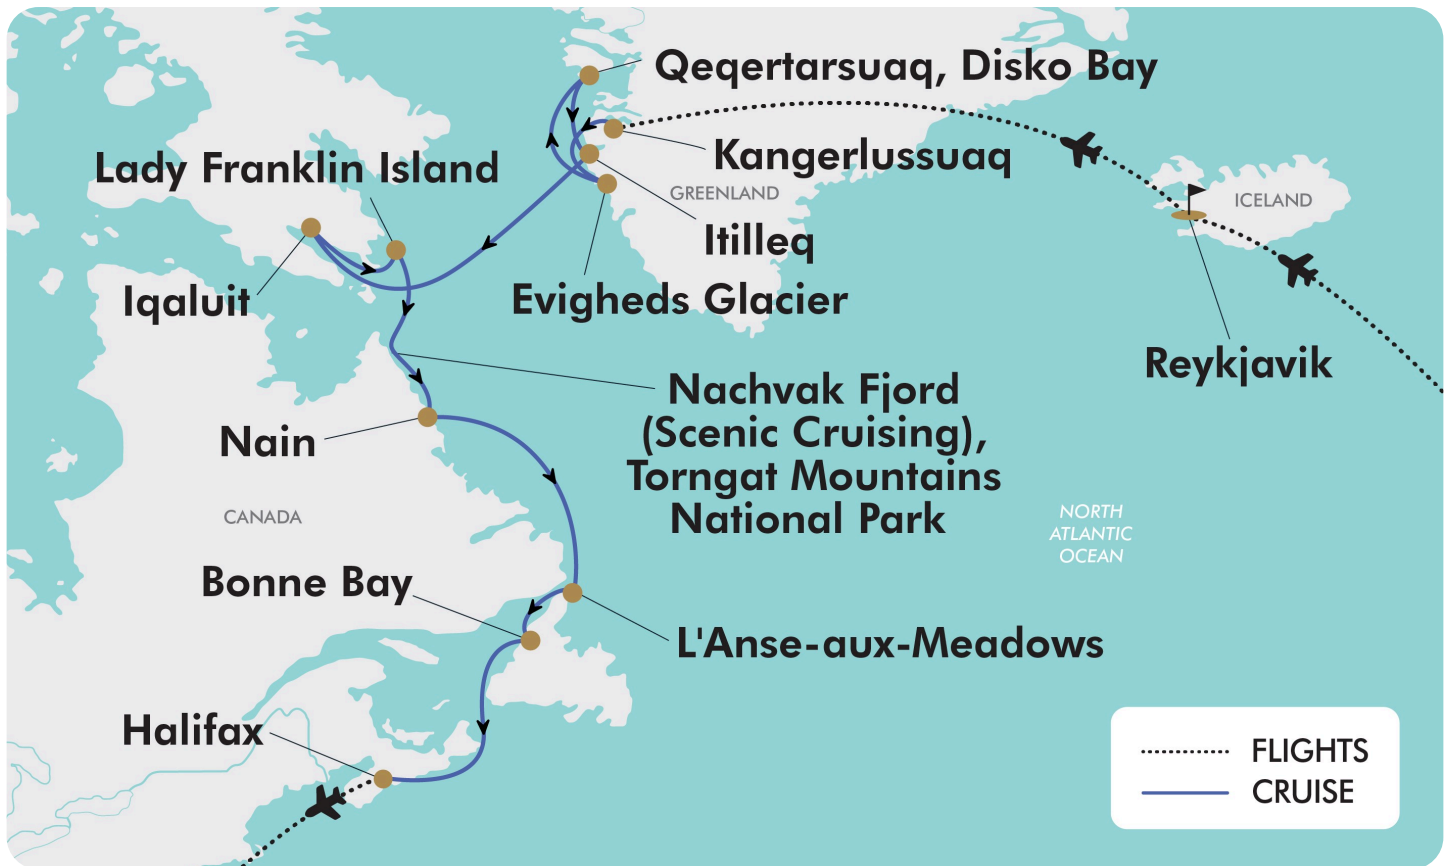 Qeqertarsuaq, Disko Bay
Kangerlussuaq
Lady Franklin Island
GREENLAND
ICELAND
Itilleq
Iqaluit
Evigheds Glacier
Reykjavik
Nachvak Fjord
(Scenic Cruising),
Torngat Mountains
National Park
Nain
CANADA
NORTH
ATLANTIC
OCEAN
Bonne Bay
L'Anse-aux-Meadows
Halifax
FLIGHTS
CRUISE